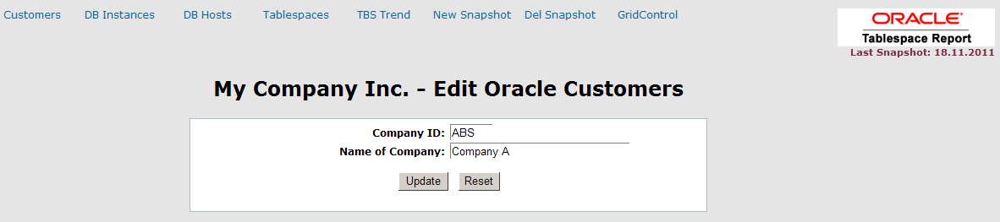 Customers DB Instances DB Hosts Tablespaces TBS Trend New Snapshot Del Snapshot GridControl
ORACLE®
Tablespace Report
Last Snapshot: 18.11.2011
My Company Inc. - Edit Oracle Customers
Company ID: ABS
Name of Company: Company A
Update Reset